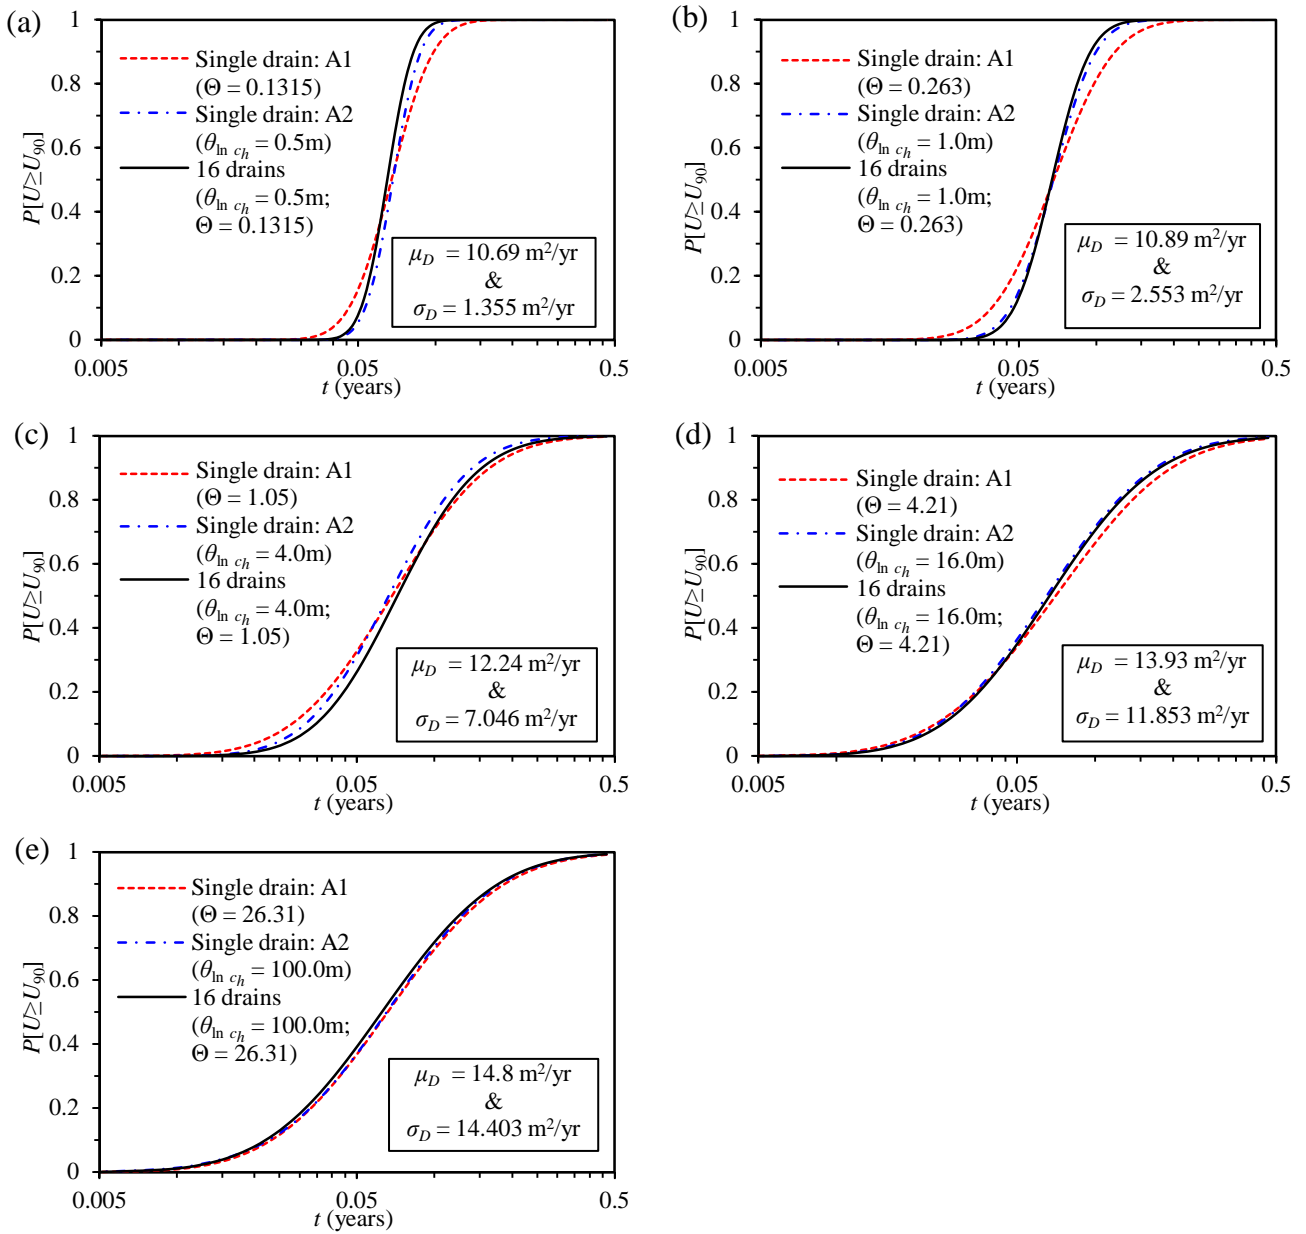 (a)
1
0.8
0.6
0.4
0.2
0
P[U≥U90]
Single drain: A1
(Θ = 0.1315)
Single drain: A2
(θln ch = 0.5m)
16 drains
(θln ch = 0.5m;
Θ = 0.1315)
μD = 10.69 m²/yr
&
σD = 1.355 m²/yr
0.005 0.05 0.5
t (years)
(b)
1
0.8
0.6
0.4
0.2
0
P[U≥U90]
Single drain: A1
(Θ = 0.263)
Single drain: A2
(θln ch = 1.0m)
16 drains
(θln ch = 1.0m;
Θ = 0.263)
μD = 10.89 m²/yr
&
σD = 2.553 m²/yr
0.005 0.05 0.5
t (years)
(c)
1
0.8
0.6
0.4
0.2
0
P[U≥U90]
Single drain: A1
(Θ = 1.05)
Single drain: A2
(θln ch = 4.0m)
16 drains
(θln ch = 4.0m;
Θ = 1.05)
μD = 12.24 m²/yr
&
σD = 7.046 m²/yr
0.005 0.05 0.5
t (years)
(d)
1
0.8
0.6
0.4
0.2
0
P[U≥U90]
Single drain: A1
(Θ = 4.21)
Single drain: A2
(θln ch = 16.0m)
16 drains
(θln ch = 16.0m;
Θ = 4.21)
μD = 13.93 m²/yr
&
σD = 11.853 m²/yr
0.005 0.05 0.5
t (years)
(e)
1
0.8
0.6
0.4
0.2
0
P[U≥U90]
Single drain: A1
(Θ = 26.31)
Single drain: A2
(θln ch = 100.0m)
16 drains
(θln ch = 100.0m;
Θ = 26.31)
μD = 14.8 m²/yr
&
σD = 14.403 m²/yr
0.005 0.05 0.5
t (years)